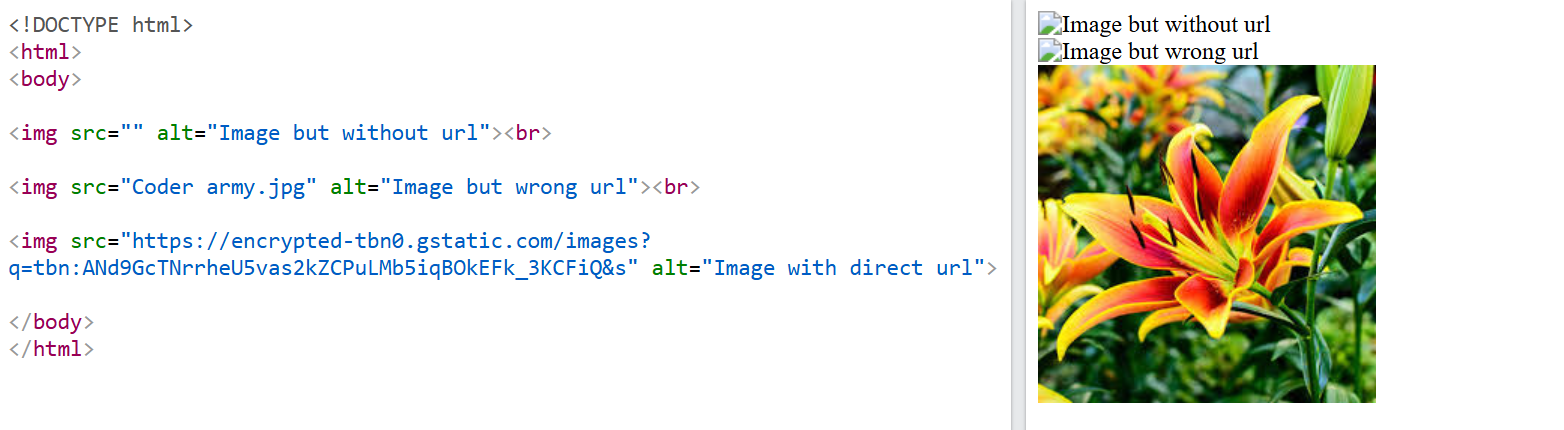 <!DOCTYPE html>
<html>
<body>
<img src="" alt="Image but without url"><br>
<img src="Coder army.jpg" alt="Image but wrong url"><br>
<img src="https://encrypted-tbn0.gstatic.com/images?
q=tbn:ANd9GcTNrrheU5vas2kZCPuLMb5iqBOkEFk_3KCFiQ&s" alt="Image with direct url">
</body>
</html>
Image but without url
Image but wrong url